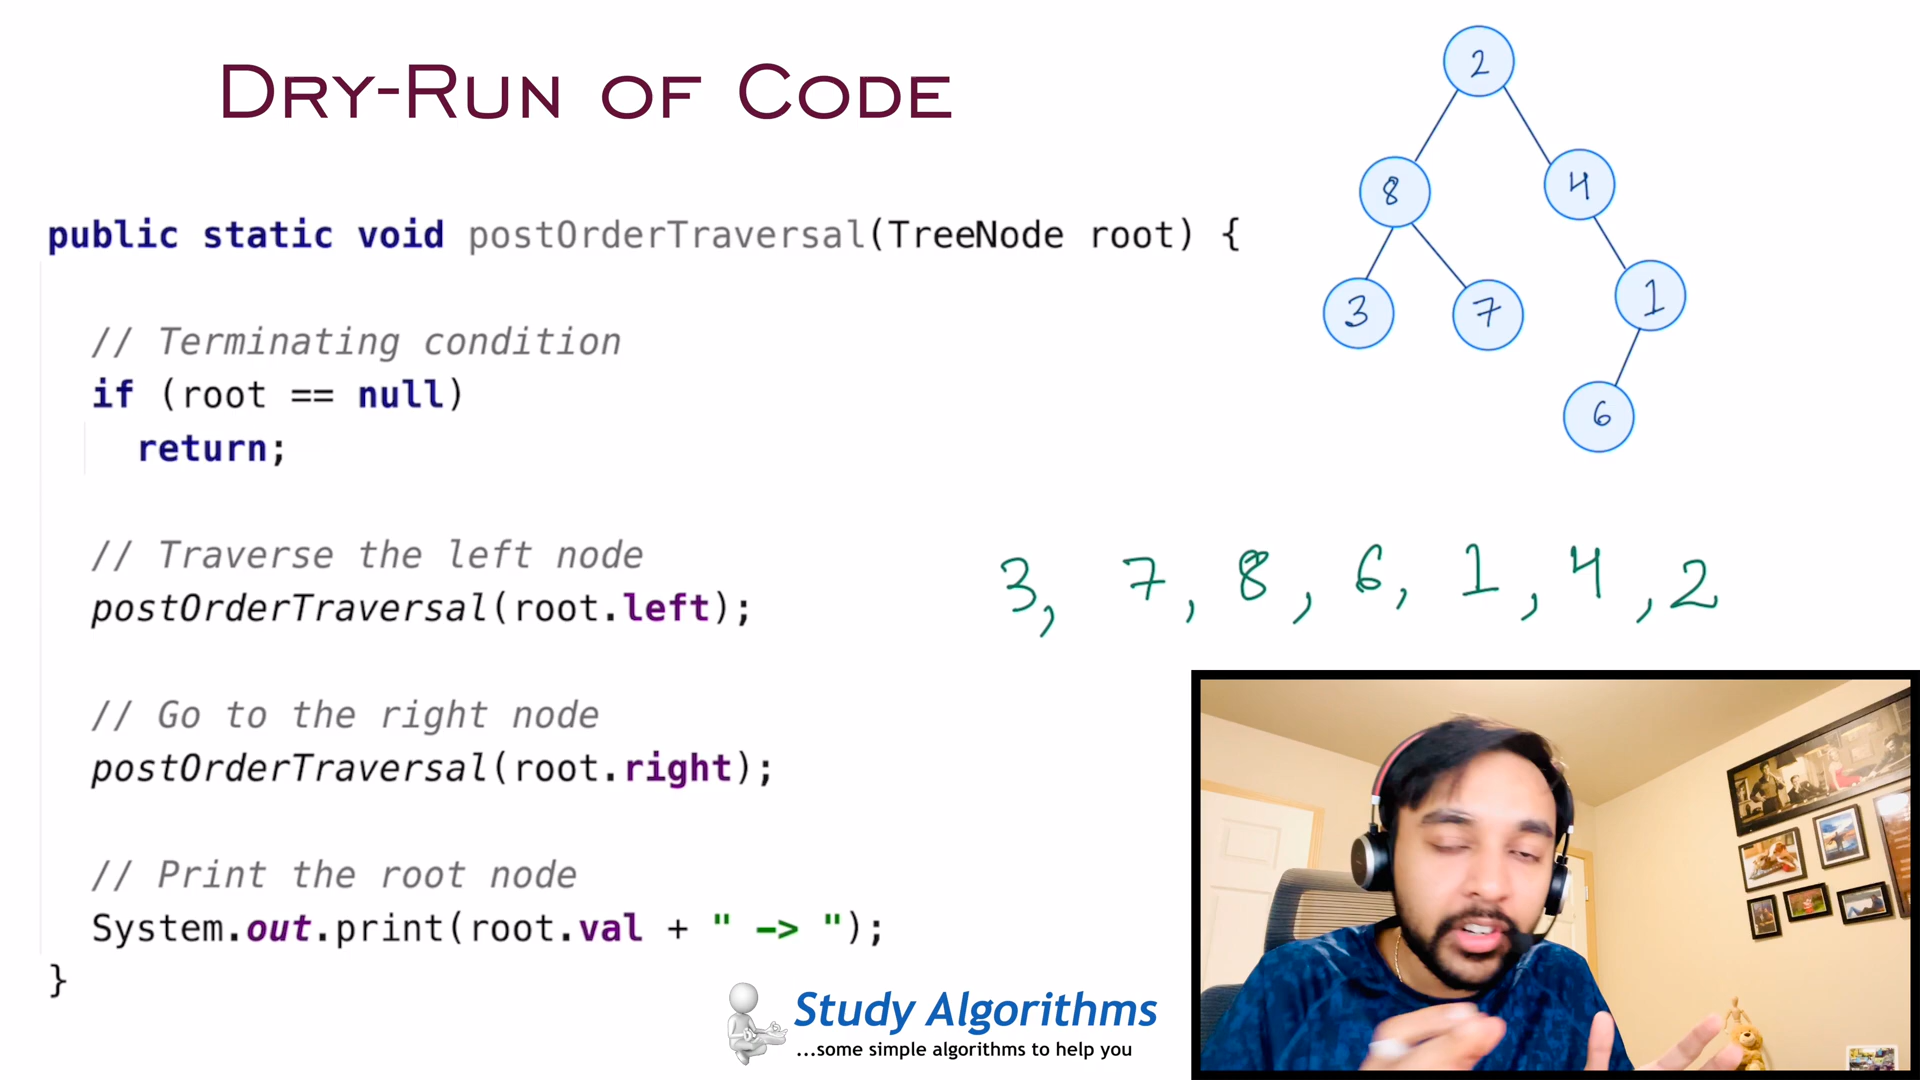 DRY-RUN OF CODE
public static void postOrderTraversal(TreeNode root) {
// Terminating condition
if (root == null)
return;
// Traverse the left node
postOrderTraversal(root.left);
// Go to the right node
postOrderTraversal(root.right);
// Print the root node
System.out.print(root.val + " -> ");
}
2
8
4
3
7
1
6
3, 7, 8, 6, 1, 4, 2
Study Algorithms
...some simple algorithms to help you